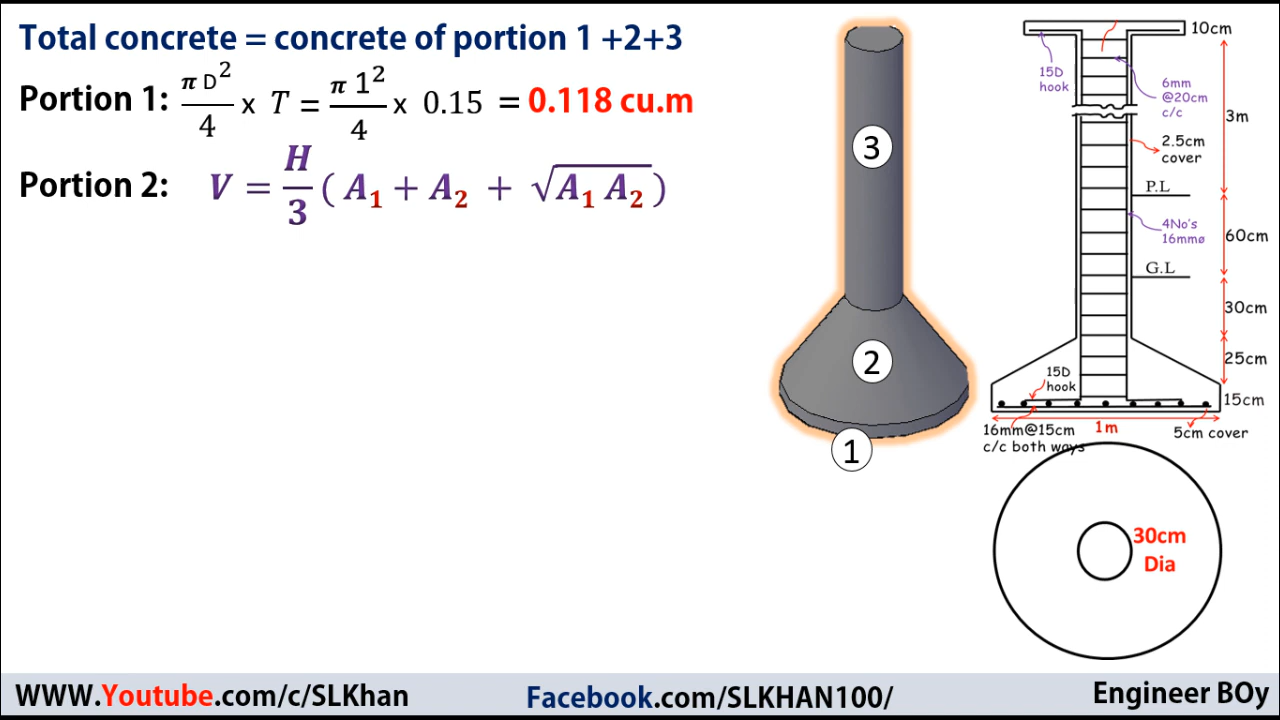 Total concrete = concrete of portion 1 +2+3
Portion 1: π D²/4 x T = π 1²/4 x 0.15 = 0.118 cu.m
Portion 2: V = H/3 ( A₁ + A₂ + √A₁ A₂ )
3
2
1
10cm
15D
hook
6mm
@20cm
c/c
3m
2.5cm
cover
P.L
4No's
16mmø
60cm
G.L
30cm
25cm
15D
hook
15cm
16mm@15cm
c/c both ways
1m
5cm cover
30cm
Dia
WWW.Youtube.com/c/SLKhan
Facebook.com/SLKHAN100/
Engineer BOy